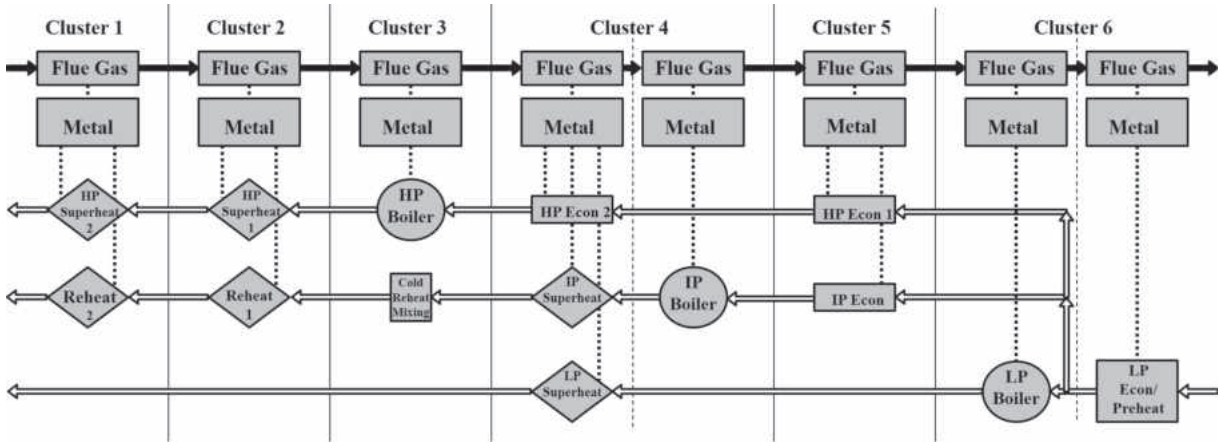 Cluster 1
Cluster 2
Cluster 3
Cluster 4
Cluster 5
Cluster 6
Flue Gas
Flue Gas
Flue Gas
Flue Gas
Flue Gas
Flue Gas
Flue Gas
Flue Gas
Metal
Metal
Metal
Metal
Metal
Metal
Metal
Metal
HP
Superheat
2
HP
Superheat
1
HP
Boiler
HP Econ 2
HP Econ 1
Reheat
2
Reheat
1
Cold
Reheat
Mixing
IP
Superheat
IP
Boiler
IP Econ
LP
Superheat
LP
Boiler
LP
Econ/
Preheat